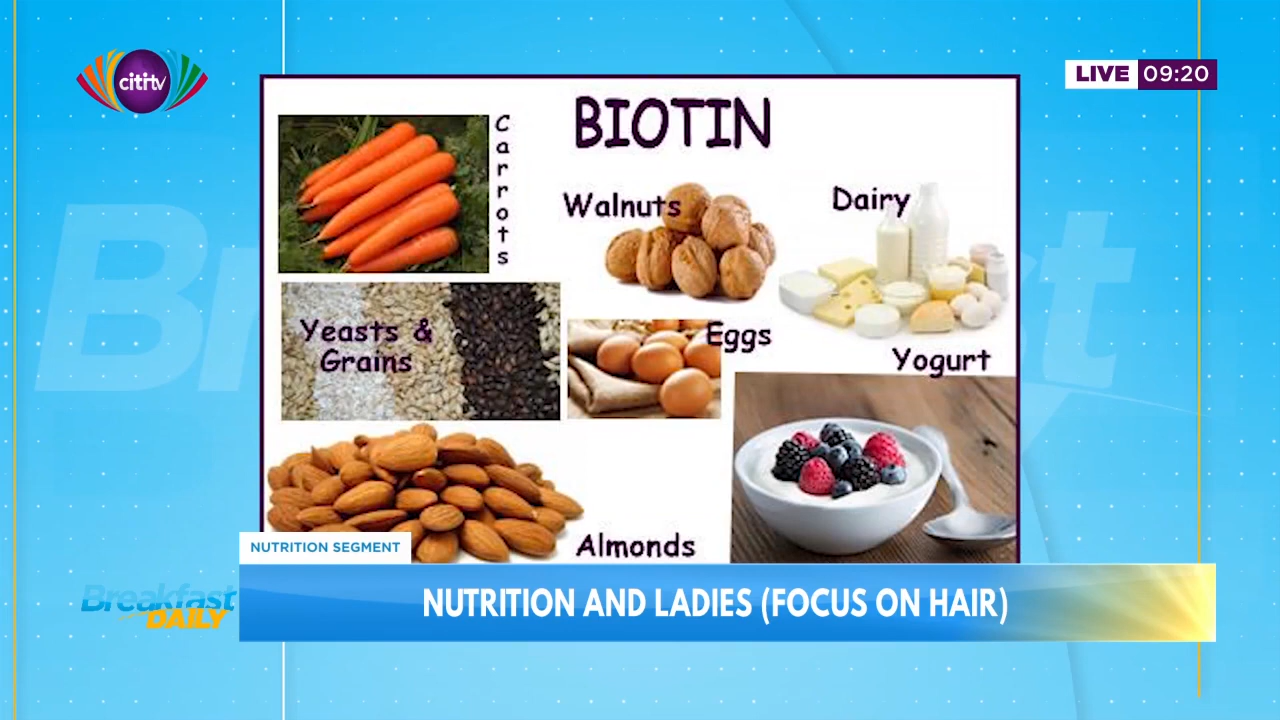 citi tv
LIVE 09:20
BIOTIN
Carrots
Walnuts
Dairy
Yeasts &
Grains
Eggs
Yogurt
Almonds
NUTRITION SEGMENT
Breakfast
DAILY
NUTRITION AND LADIES (FOCUS ON HAIR)